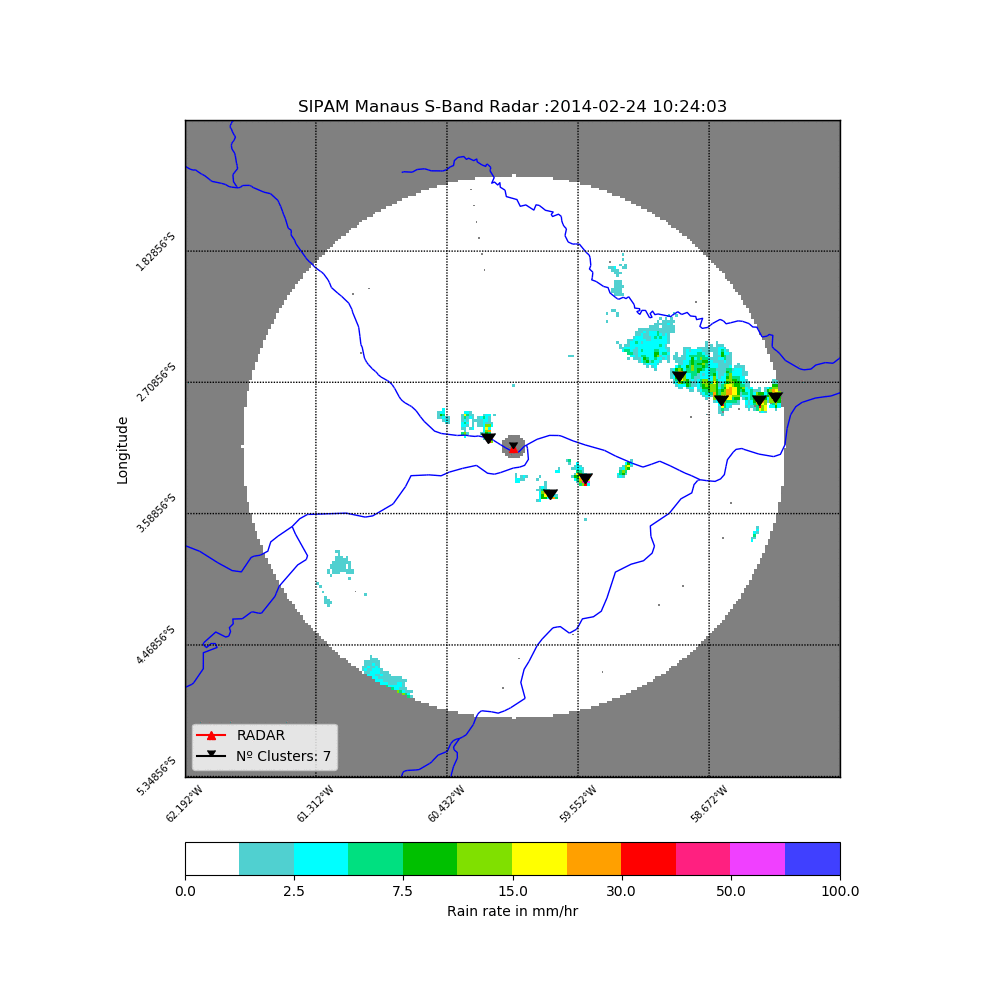 SIPAM Manaus S-Band Radar :2014-02-24 10:24:03
Longitude
1.82856°S
2.70856°S
3.58856°S
4.46856°S
5.34856°S
62.192°W
61.312°W
60.432°W
59.552°W
58.672°W
RADAR
Nº Clusters: 7
0.0 2.5 7.5 15.0 30.0 50.0 100.0
Rain rate in mm/hr